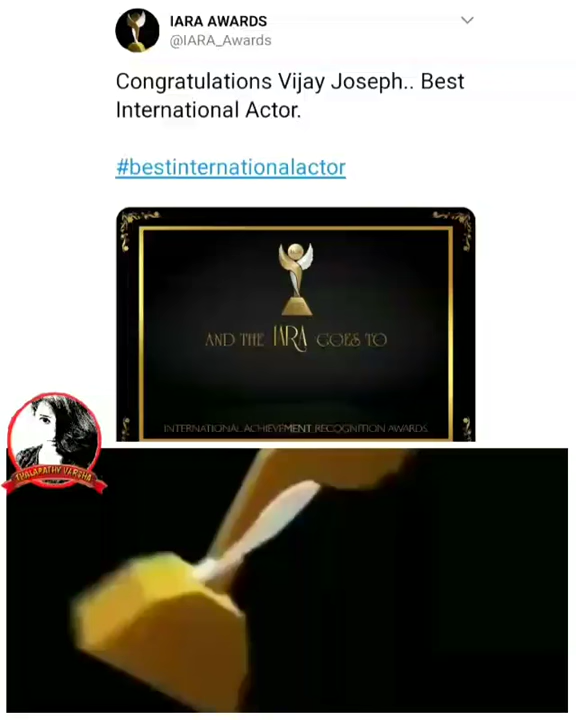 IARA AWARDS
@IARA_Awards
Congratulations Vijay Joseph.. Best
International Actor.
#bestinternationalactor
AND THE IARA GOES TO
INTERNATIONAL ACHIEVEMENT RECOGNITION AWARDS
THALAPATHY VERSHA